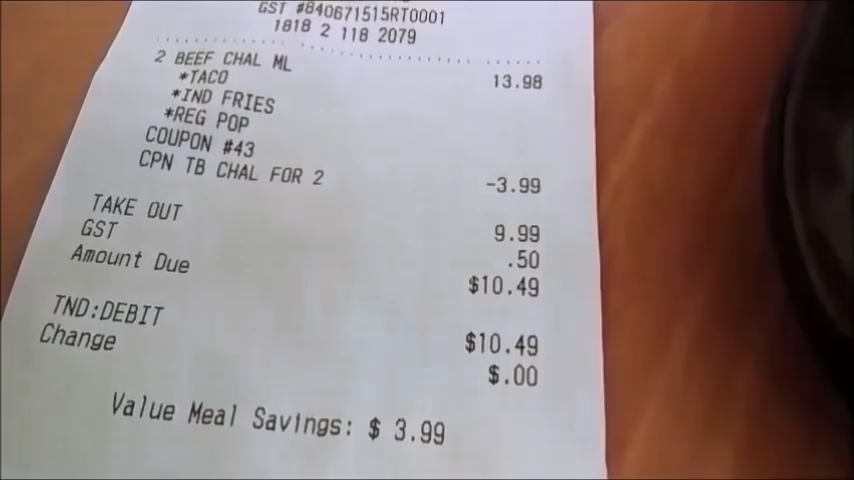 GST #840671515RT0001
1818 2 118 2079
2 BEEF CHAL ML 13.98
*TACO
*IND FRIES
*REG POP
COUPON #43
CPN TB CHAL FOR 2 -3.99
TAKE OUT 9.99
GST .50
Amount Due $10.49
TND:DEBIT $10.49
Change $.00
Value Meal Savings: $ 3.99